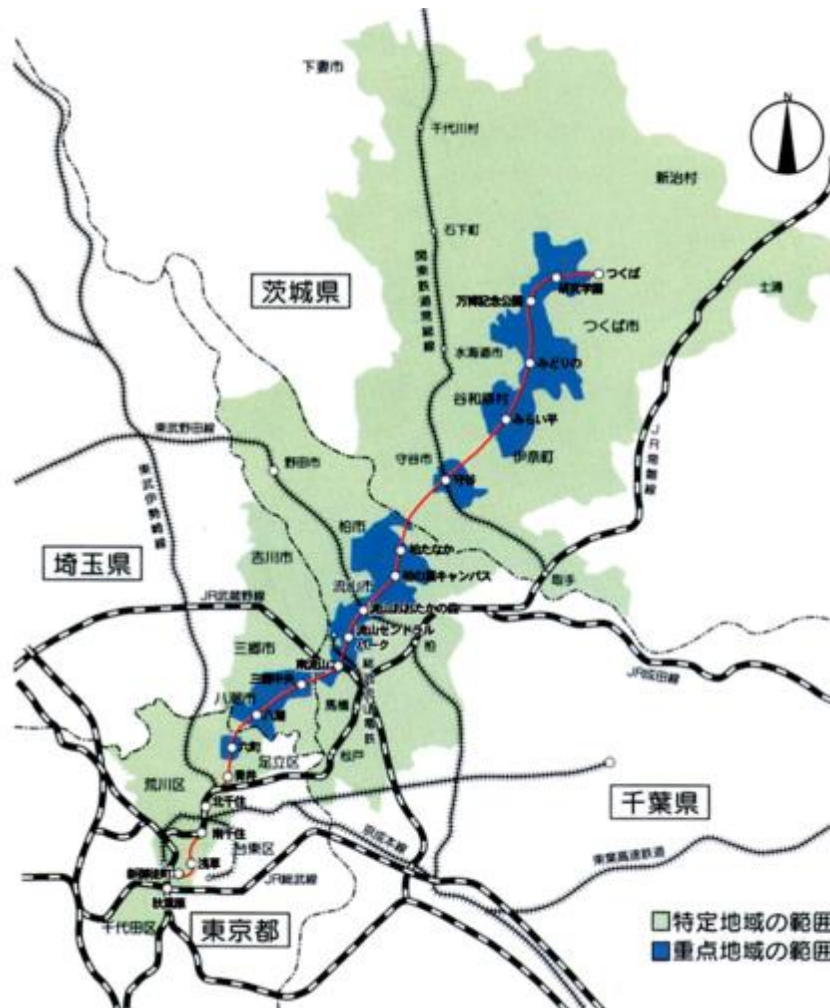 N
下妻市
千代川村
新治村
石下町
関東鉄道常総線
つくば
研究学園
土浦
茨城県
万博記念公園
つくば市
水海道市
みどりの
谷和原村
みらい平
JR常磐線
東武野田線
伊奈町
守谷市
野田市
守谷
東武伊勢崎線
柏市
埼玉県
吉川市
柏たなか
柏の葉キャンパス
取手
流山市
JR武蔵野線
流山おおたかの森
流山セントラル
パーク
柏
三郷市
南流山
JR成田線
三郷中央
総武流山電鉄
八潮市
八潮
馬橋
六町
足立区
松戸
青井
荒川区
北千住
千葉県
南千住
京成本線
台東区
浅草
東葉高速鉄道
新御徒町
JR総武線
秋葉原
千代田区
東京都
特定地域の範囲
重点地域の範囲